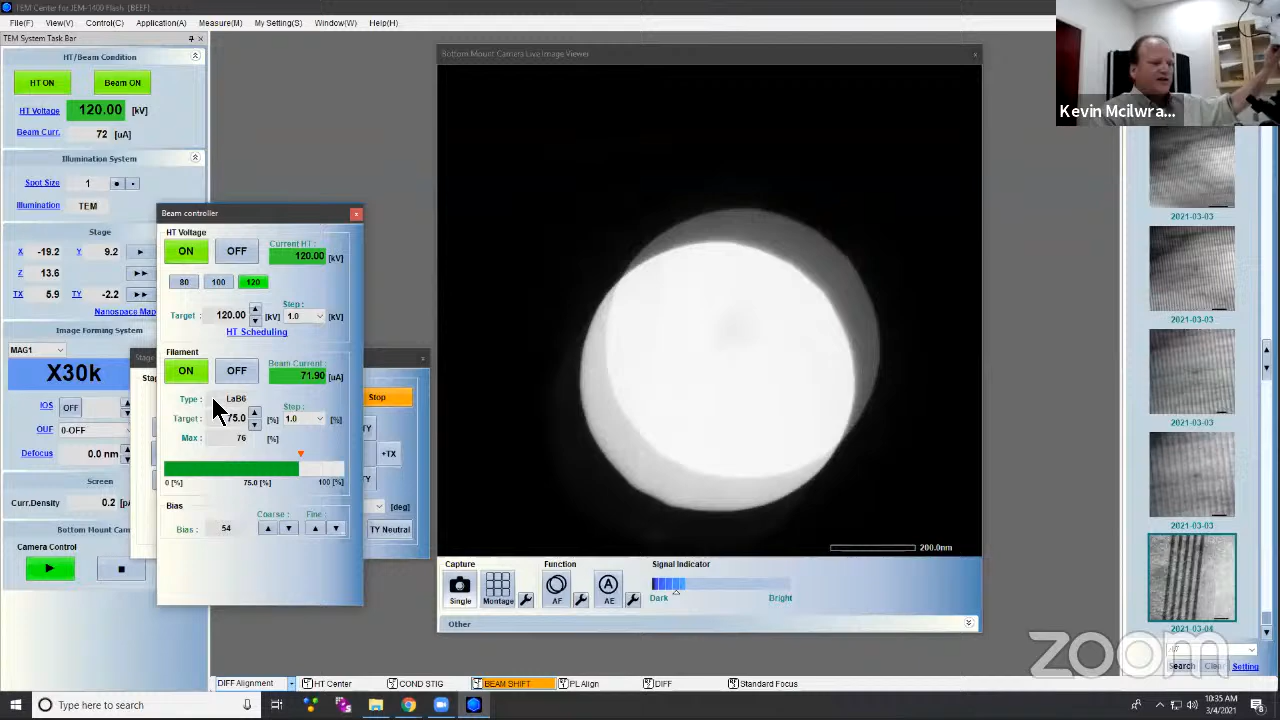 TEM Center for JEM-1400 Flash (BEEF)
File(F) View(V) Control(C) Application(A) Measure(M) My Setting(S) Window(W) Help(H)
TEM System Task Bar
HT/Beam Condition
HT ON Beam ON
HT Voltage 120.00 [kV]
Beam Curr. 72 [uA]
Illumination System
Spot Size 1
Illumination TEM
Stage
X -19.2 Y 9.2
Z 13.6
TX 5.9 TY -2.2
Nanospace Map
Image Forming System
MAG1
X30k
IOS OFF
OUF 0-OFF
Defocus 0.0 nm
Screen
Curr.Density 0.2
Bottom Mount Cam
Camera Control
Beam controller
HT Voltage
ON OFF Current HT :
120.00 [kV]
80 100 120
Target : 120.00 [kV] Step : 1.0 [kV]
HT Scheduling
Filament
ON OFF Beam Current :
71.90 [uA]
Type : LaB6
Target : 75.0 [%] Step : 1.0 [%]
Max : 76 [%]
0 [%] 75.0 [%] 100 [%]
Bias
Coarse : Fine :
Bias : 54
Stop
+TX
[deg]
TY Neutral
Bottom Mount Camera Live Image Viewer
200.0nm
Capture Function Signal Indicator
Single Montage AF AE
Dark Bright
Other
Kevin Mcilwra...
2021-03-03
2021-03-03
2021-03-03
2021-03-03
2021-03-04
Search Clear Setting
zoom
DIFF Alignment HT Center COND STIG BEAM SHIFT PL Align DIFF Standard Focus
Type here to search
10:35 AM
3/4/2021